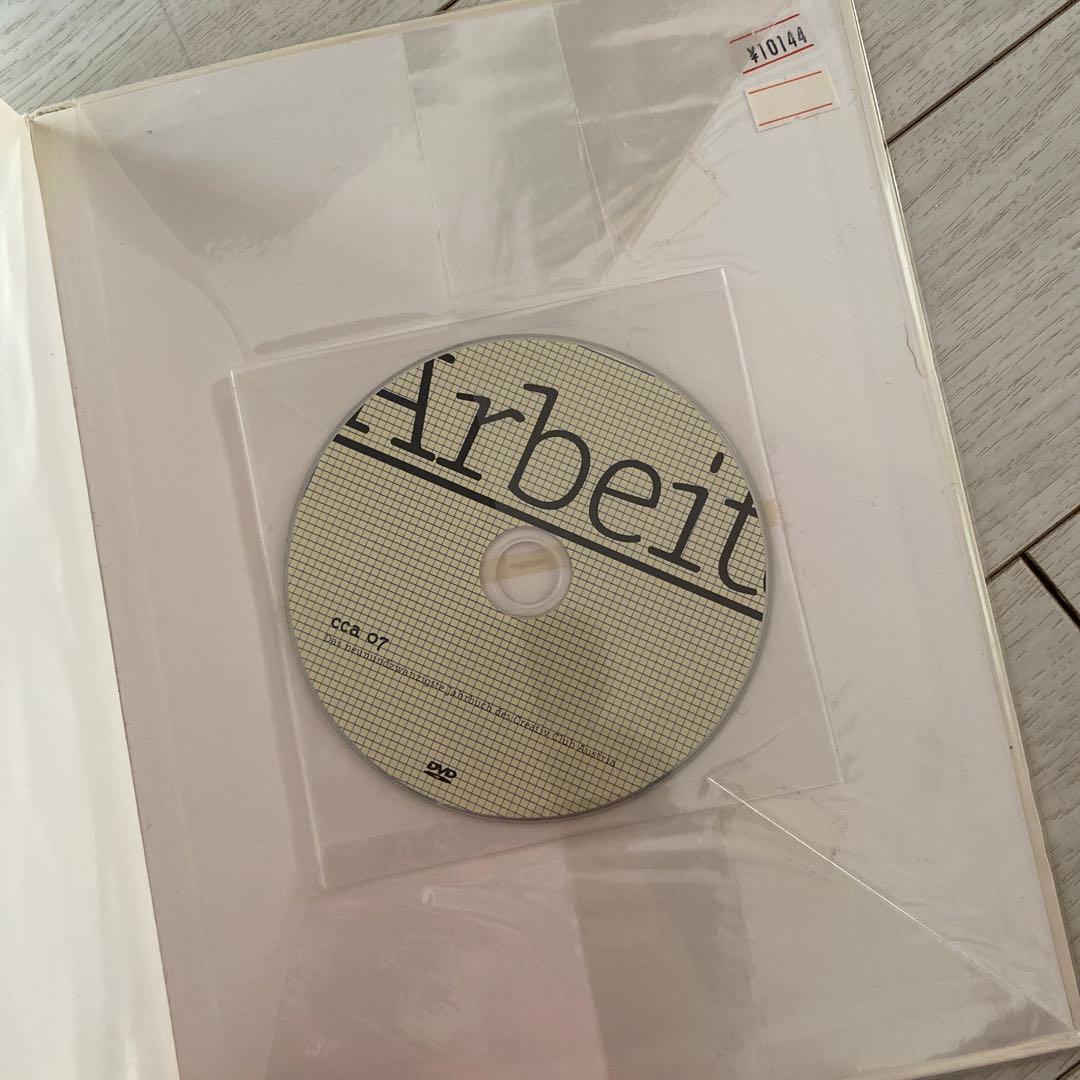 ¥10144
Arbeit
cca 07
Das neunundzwanzigste Jahrbuch des Creativ Club Austria
DVD